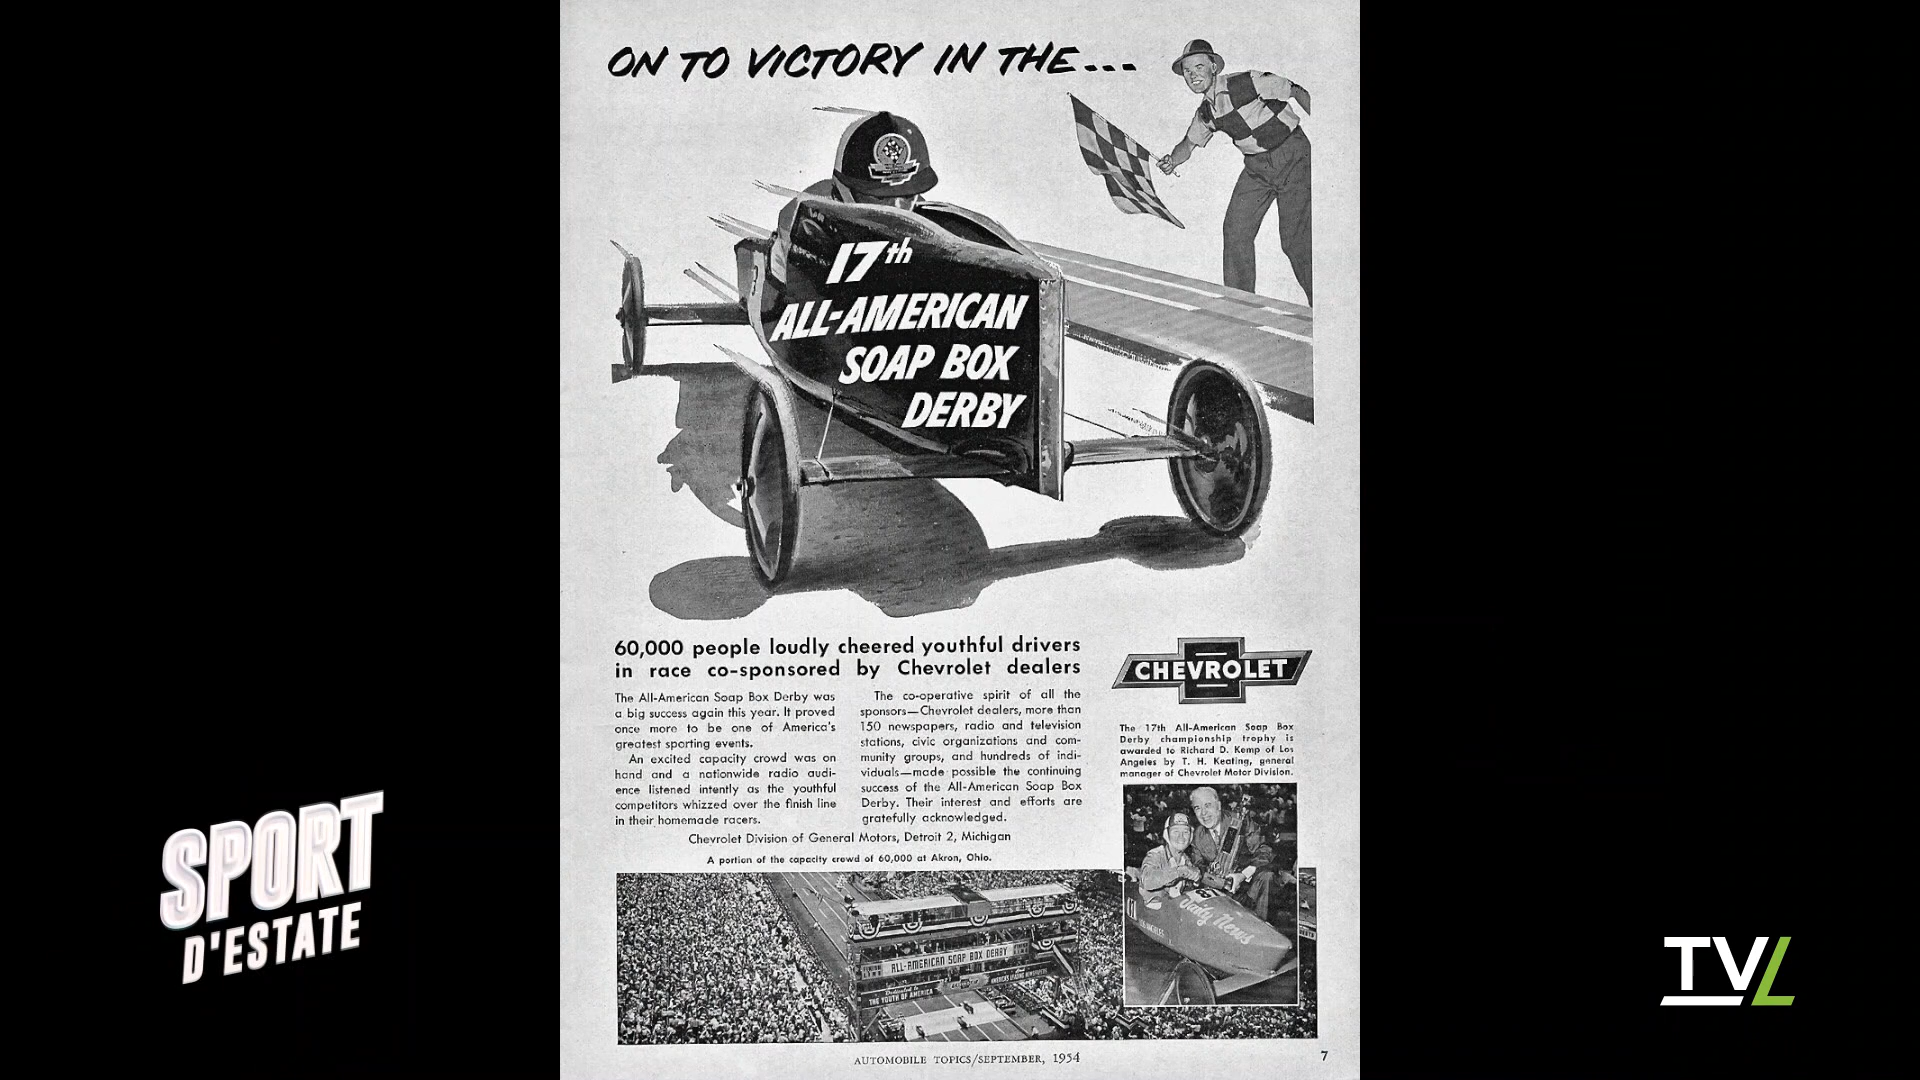 ON TO VICTORY IN THE...
17th
ALL-AMERICAN
SOAP BOX
DERBY
60,000 people loudly cheered youthful drivers
in race co-sponsored by Chevrolet dealers
The All-American Soap Box Derby was
a big success again this year. It proved
once more to be one of America's
greatest sporting events.
An excited capacity crowd was on
hand and a nationwide radio audi-
ence listened intently as the youthful
competitors whizzed over the finish line
in their homemade racers.
The co-operative spirit of all the
sponsors—Chevrolet dealers, more than
150 newspapers, radio and television
stations, civic organizations and com-
munity groups, and hundreds of indi-
viduals—made possible the continuing
success of the All-American Soap Box
Derby. Their interest and efforts are
gratefully acknowledged.
Chevrolet Division of General Motors, Detroit 2, Michigan
CHEVROLET
The 17th All-American Soap Box
Derby championship trophy is
awarded to Richard D. Kemp of Los
Angeles by T. H. Keating, general
manager of Chevrolet Motor Division.
A portion of the capacity crowd of 60,000 at Akron, Ohio.
FINISH
LINE
ALL-AMERICAN SOAP BOX DERBY
Dedicated to
THE YOUTH OF AMERICA
Daily News
AUTOMOBILE TOPICS/SEPTEMBER, 1954
7
SPORT
D'ESTATE
TVL